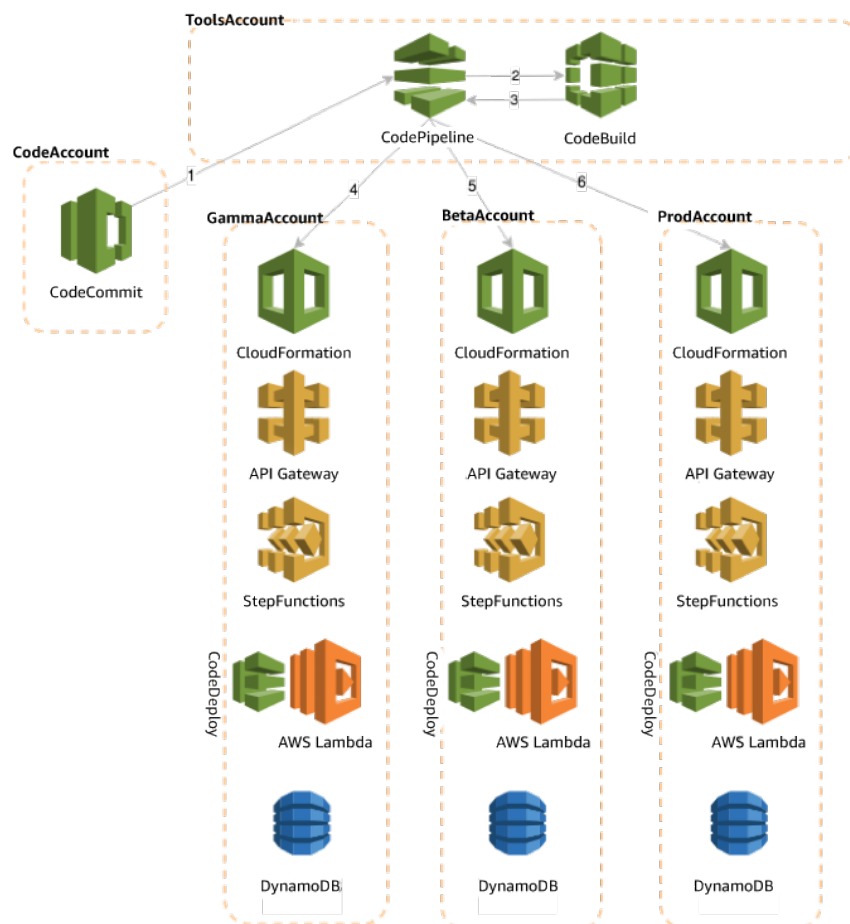 ToolsAccount
2
3
CodePipeline
CodeBuild
CodeAccount
1
CodeCommit
4
5
6
GammaAccount
BetaAccount
ProdAccount
CloudFormation
CloudFormation
CloudFormation
API Gateway
API Gateway
API Gateway
StepFunctions
StepFunctions
StepFunctions
CodeDeploy
AWS Lambda
CodeDeploy
AWS Lambda
CodeDeploy
AWS Lambda
DynamoDB
DynamoDB
DynamoDB